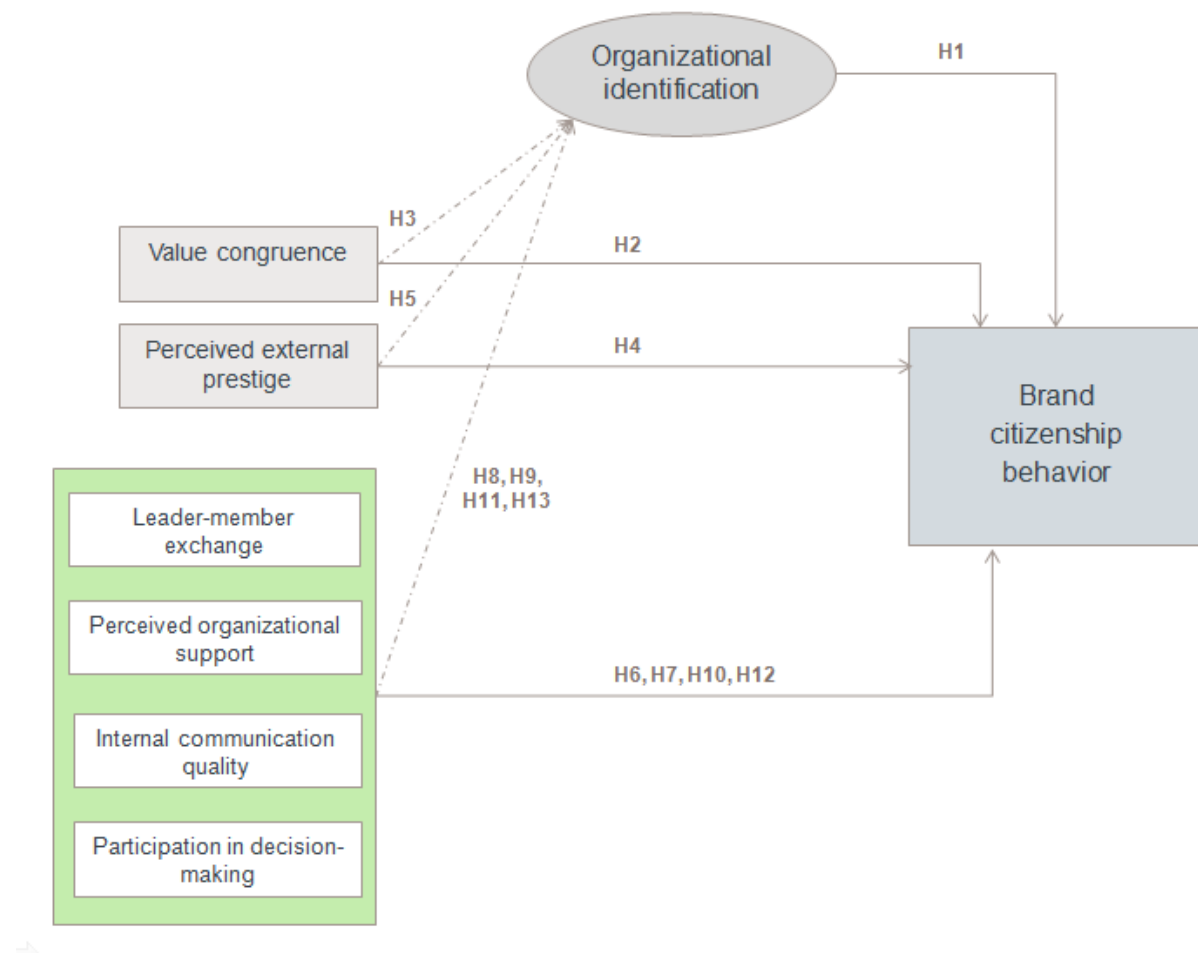 Organizational
identification
H1
H3
Value congruence
H2
H5
Perceived external
prestige
H4
Brand
citizenship
behavior
H8, H9,
H11, H13
Leader-member
exchange
Perceived organizational
support
H6, H7, H10, H12
Internal communication
quality
Participation in decision-
making